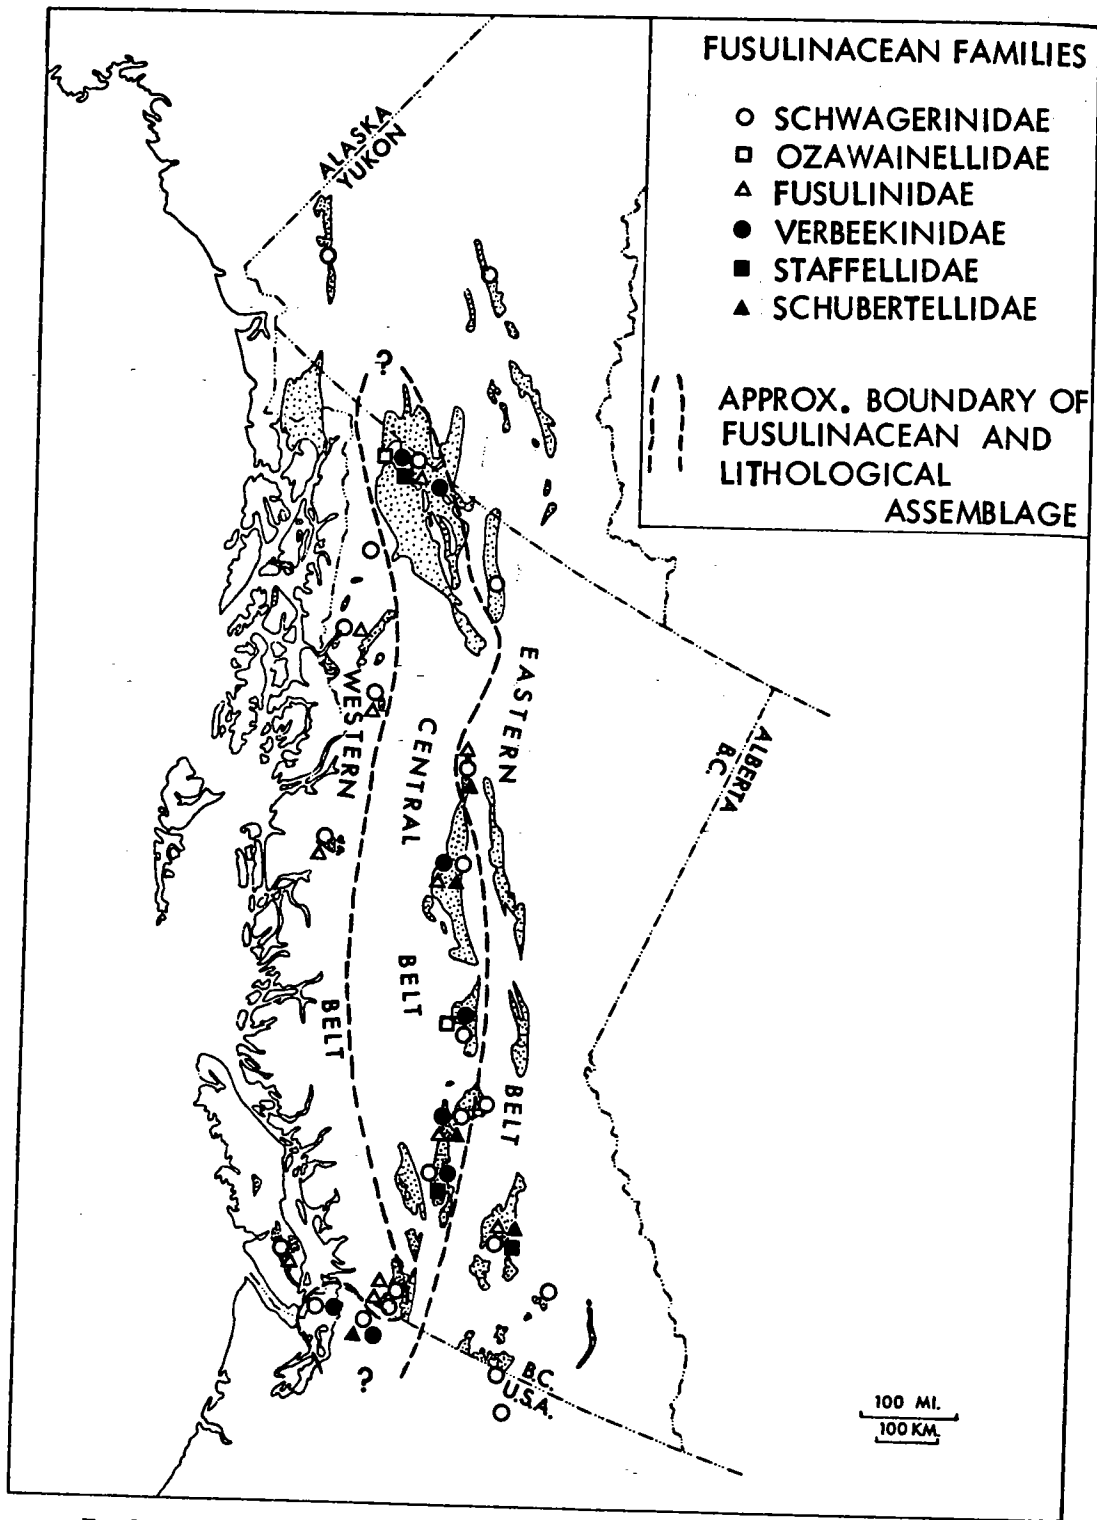 FUSULINACEAN FAMILIES
SCHWAGERINIDAE
OZAWAINELLIDAE
FUSULINIDAE
VERBEEKINIDAE
STAFFELLIDAE
SCHUBERTELLIDAE
APPROX. BOUNDARY OF
FUSULINACEAN AND
LITHOLOGICAL
ASSEMBLAGE
ALASKA
YUKON
?
EASTERN
BELT
CENTRAL
BELT
WESTERN
BELT
ALBERTA
B.C.
?
B.C.
U.S.A.
100 MI.
100 KM.